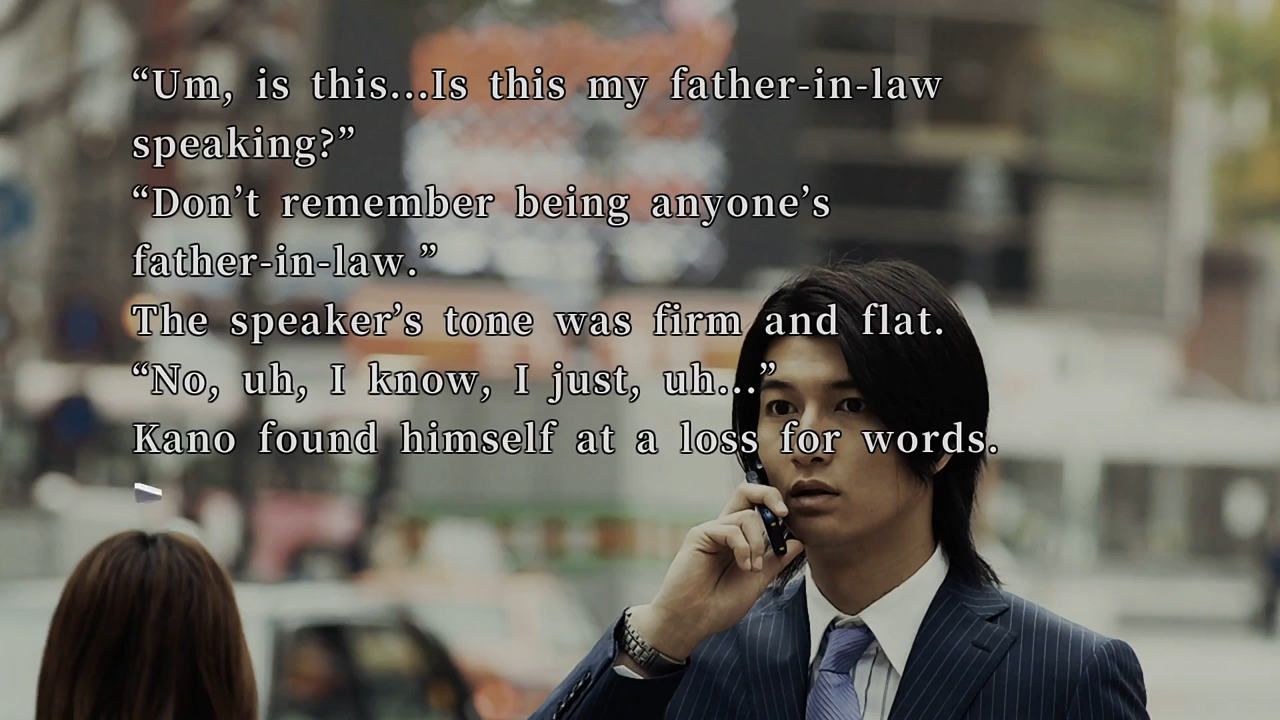 “Um, is this...Is this my father-in-law
speaking?”
“Don’t remember being anyone’s
father-in-law.”
The speaker’s tone was firm and flat.
“No, uh, I know, I just, uh...”
Kano found himself at a loss for words.